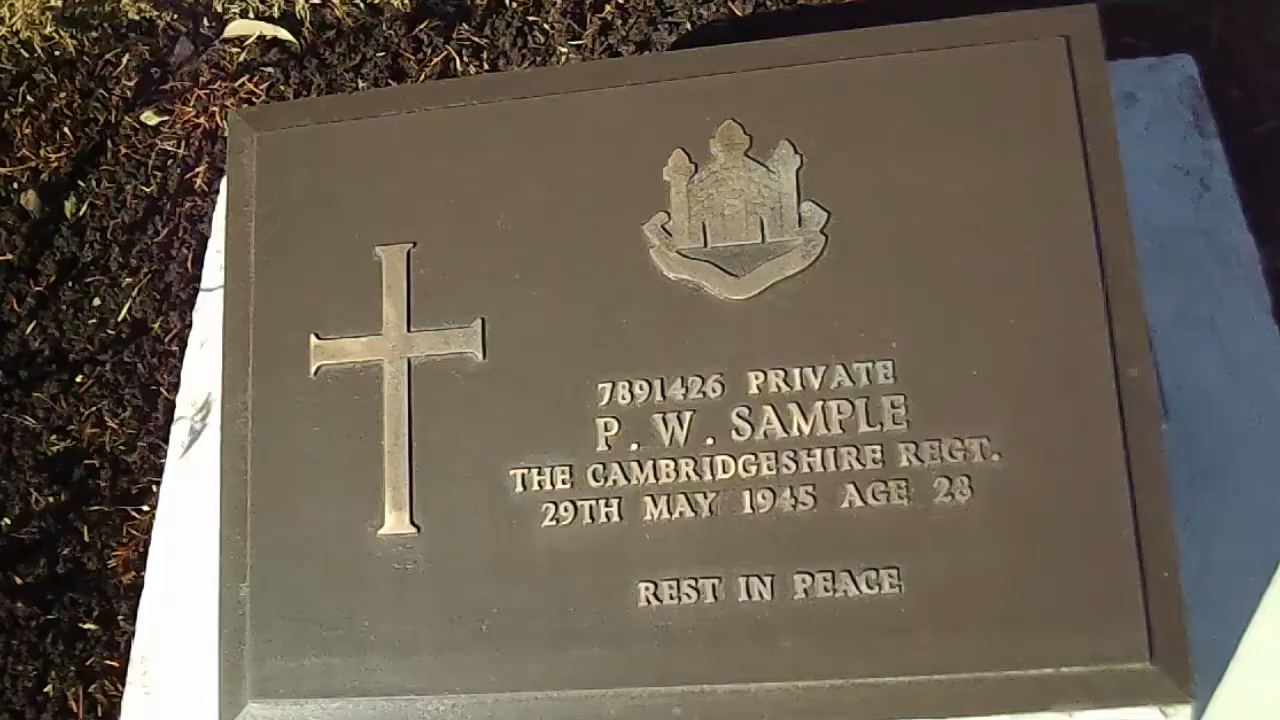 7891426 PRIVATE
P. W. SAMPLE
THE CAMBRIDGESHIRE REGT.
29TH MAY 1945 AGE 28
REST IN PEACE